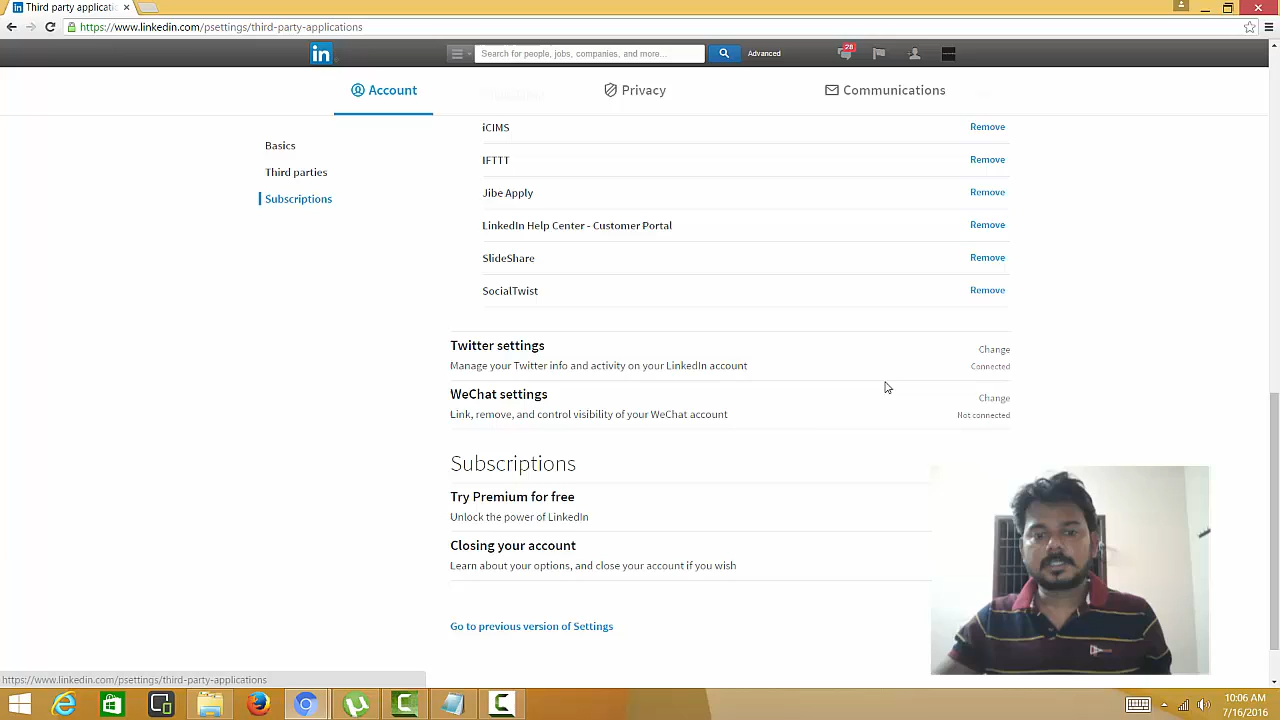 in Third party applicatio ×
https://www.linkedin.com/psettings/third-party-applications
in
Search for people, jobs, companies, and more...
Advanced
28
Account
Privacy
Communications
Basics
Third parties
Subscriptions
iCIMS Remove
IFTTT Remove
Jibe Apply Remove
LinkedIn Help Center - Customer Portal Remove
SlideShare Remove
SocialTwist Remove
Twitter settings Change
Manage your Twitter info and activity on your LinkedIn account Connected
WeChat settings Change
Link, remove, and control visibility of your WeChat account Not connected
Subscriptions
Try Premium for free
Unlock the power of LinkedIn
Closing your account
Learn about your options, and close your account if you wish
Go to previous version of Settings
https://www.linkedin.com/psettings/third-party-applications
10:06 AM
7/16/2016